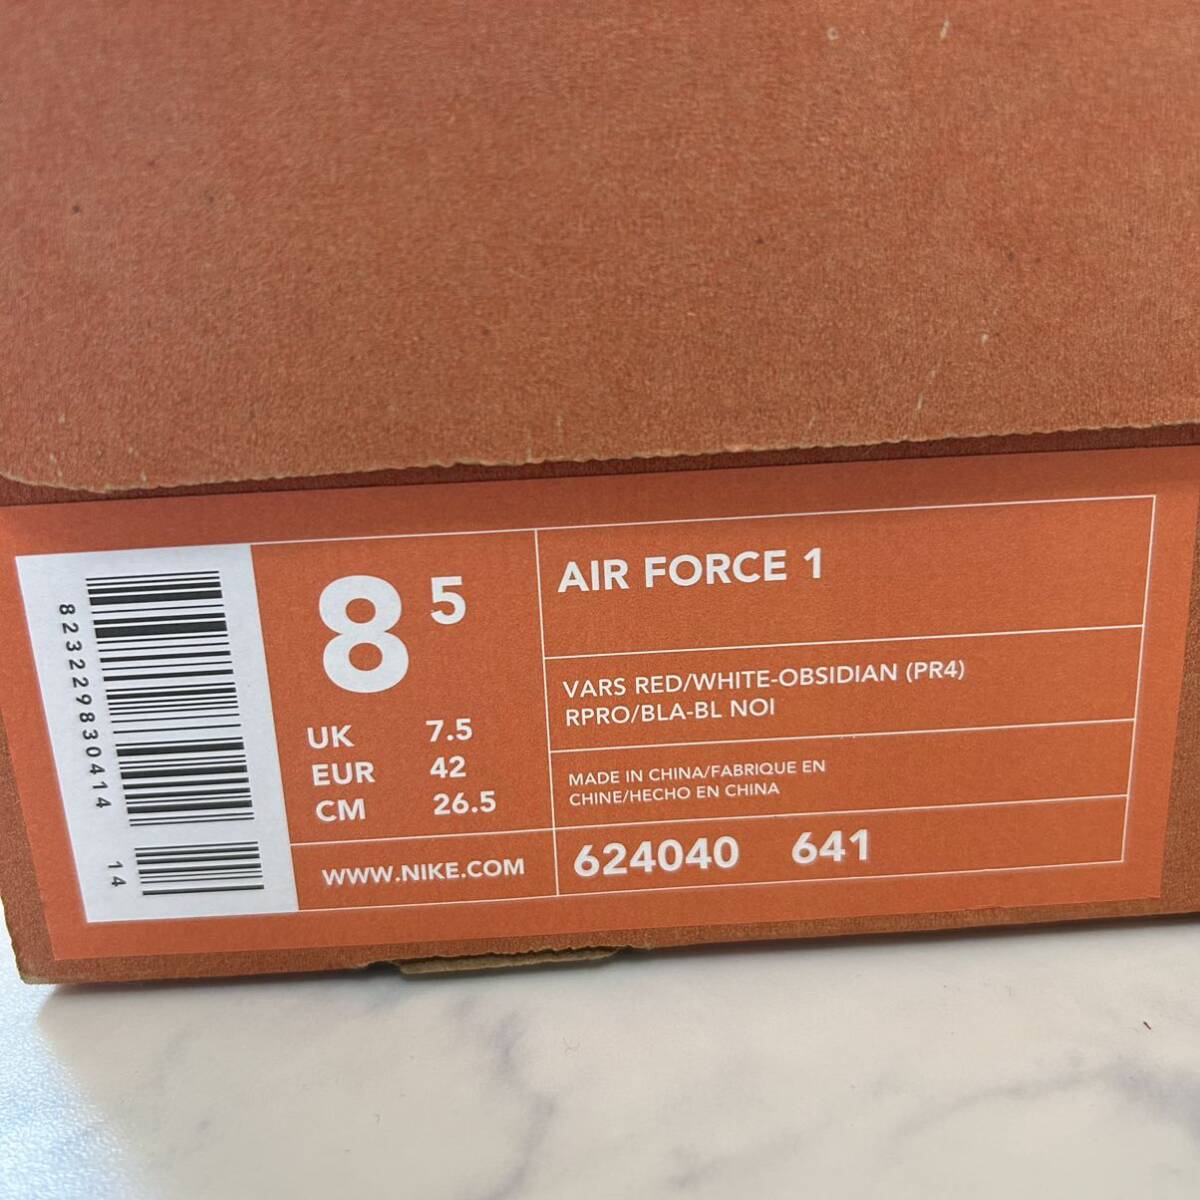 823229830414
14
8 5
UK 7.5
EUR 42
CM 26.5
WWW.NIKE.COM
AIR FORCE 1
VARS RED/WHITE-OBSIDIAN (PR4)
RPRO/BLA-BL NOI
MADE IN CHINA/FABRIQUE EN
CHINE/HECHO EN CHINA
624040 641